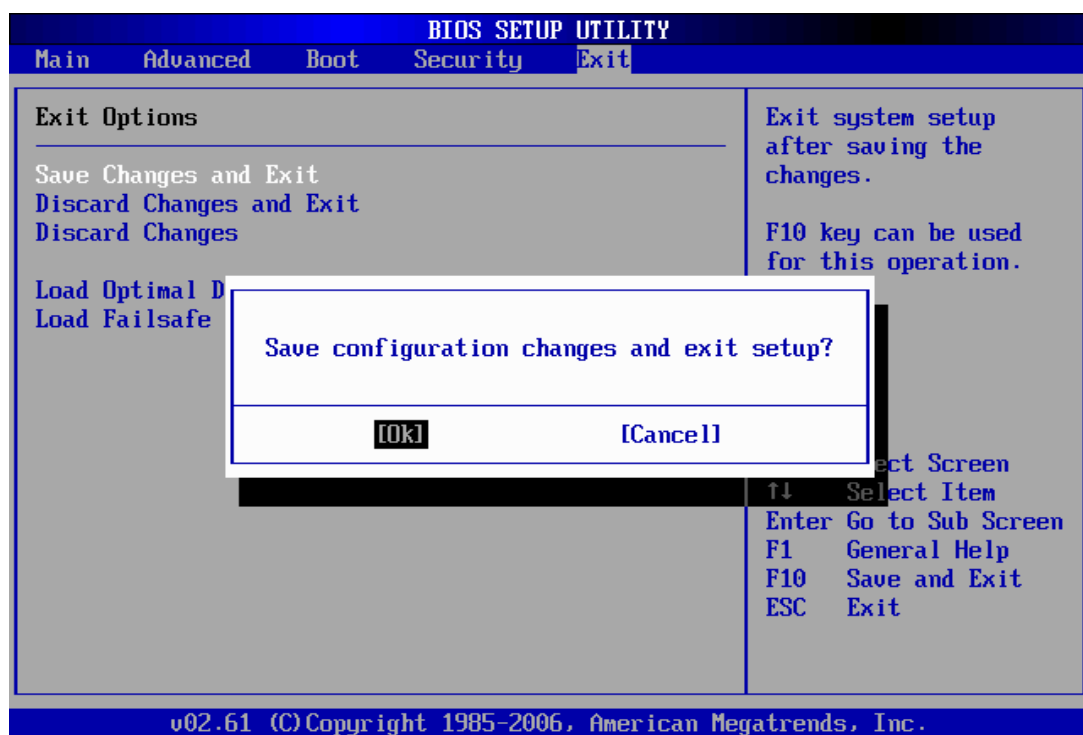 BIOS SETUP UTILITY
Main Advanced Boot Security Exit
Exit Options
Save Changes and Exit
Discard Changes and Exit
Discard Changes
Load Optimal D
Load Failsafe
Exit system setup
after saving the
changes.
F10 key can be used
for this operation.
Save configuration changes and exit setup?
[Ok] [Cancel]
ect Screen
↑↓ Select Item
Enter Go to Sub Screen
F1 General Help
F10 Save and Exit
ESC Exit
v02.61 (C)Copyright 1985-2006, American Megatrends, Inc.